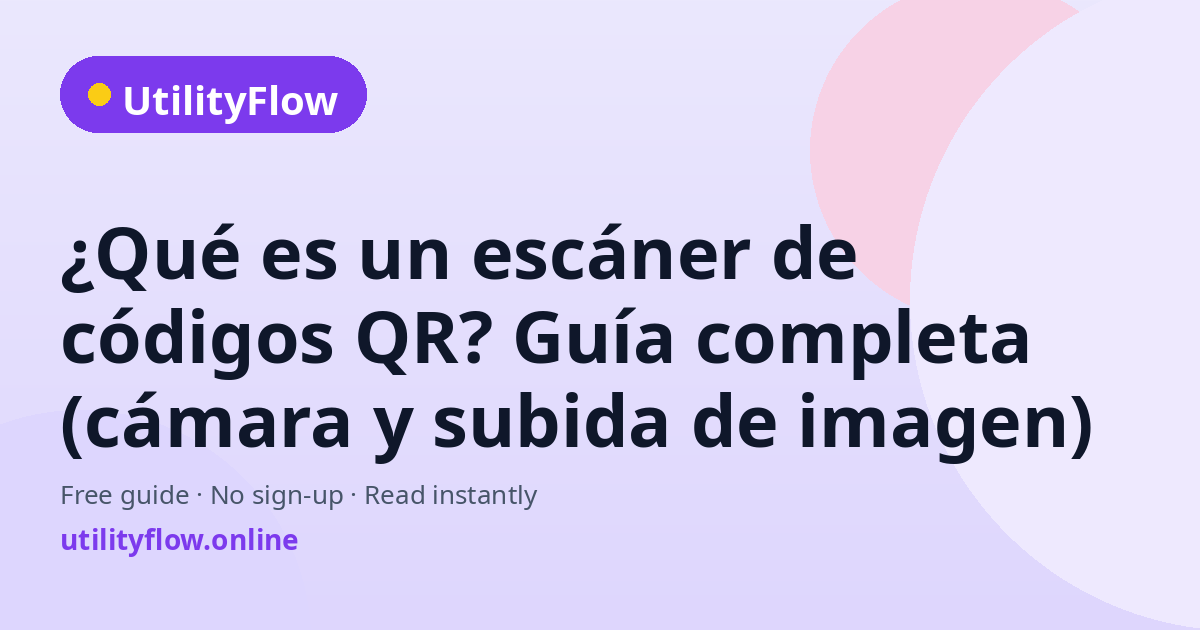 UtilityFlow
¿Qué es un escáner de
códigos QR? Guía completa
(cámara y subida de imagen)
Free guide · No sign-up · Read instantly
utilityflow.online